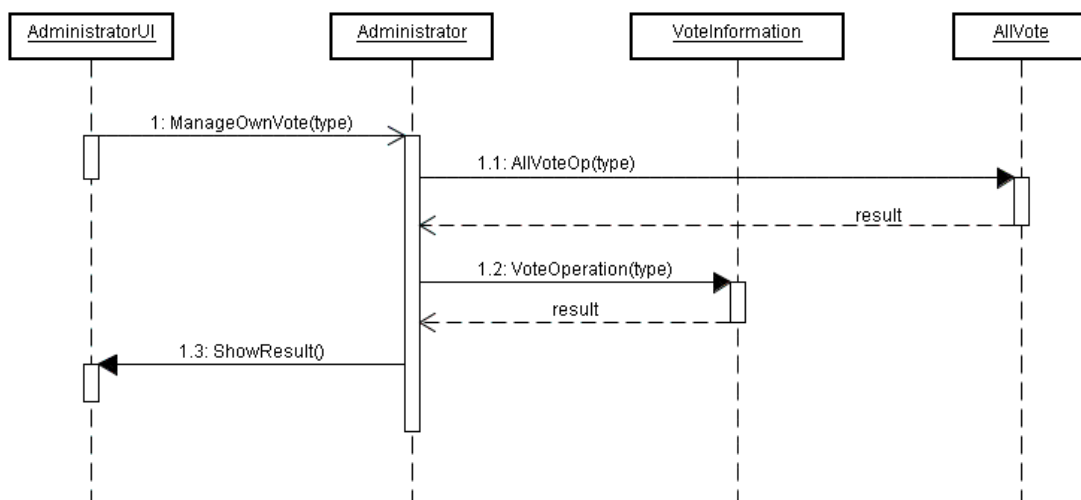 AdministratorUI
Administrator
VoteInformation
AllVote
1: ManageOwnVote(type)
1.1: AllVoteOp(type)
result
1.2: VoteOperation(type)
result
1.3: ShowResult()